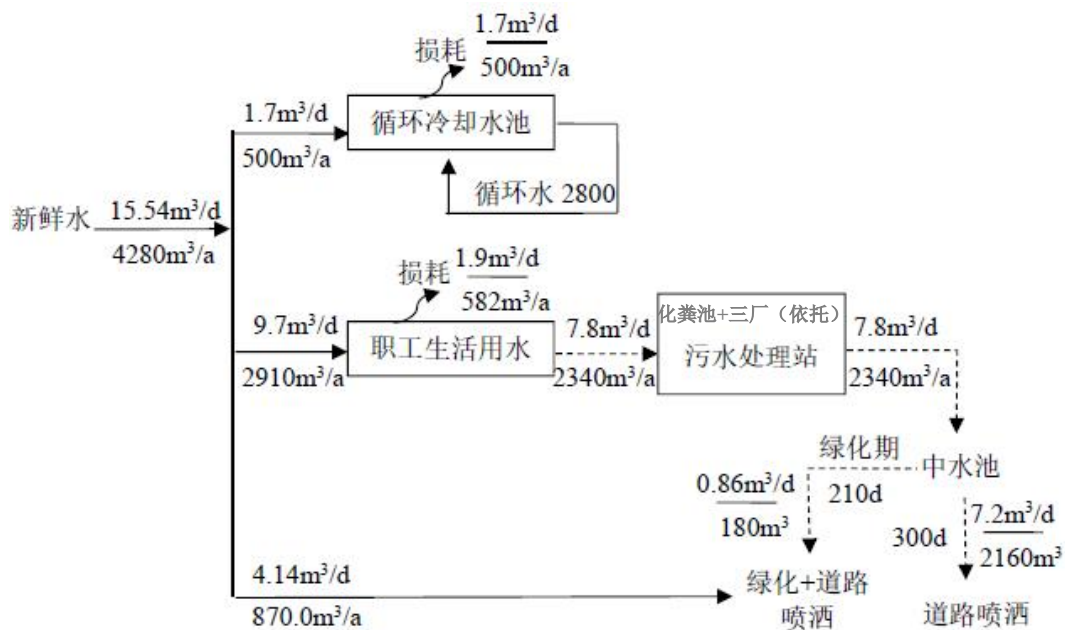 1.7m³/d
损耗
500m³/a
1.7m³/d
循环冷却水池
500m³/a
循环水 2800
新鲜水
15.54m³/d
4280m³/a
损耗
1.9m³/d
582m³/a
9.7m³/d
职工生活用水
2910m³/a
7.8m³/d
2340m³/a
化粪池+三厂（依托）
污水处理站
7.8m³/d
2340m³/a
绿化期
中水池
210d
0.86m³/d
180m³
300d
7.2m³/d
2160m³
4.14m³/d
870.0m³/a
绿化+道路
喷洒
道路喷洒